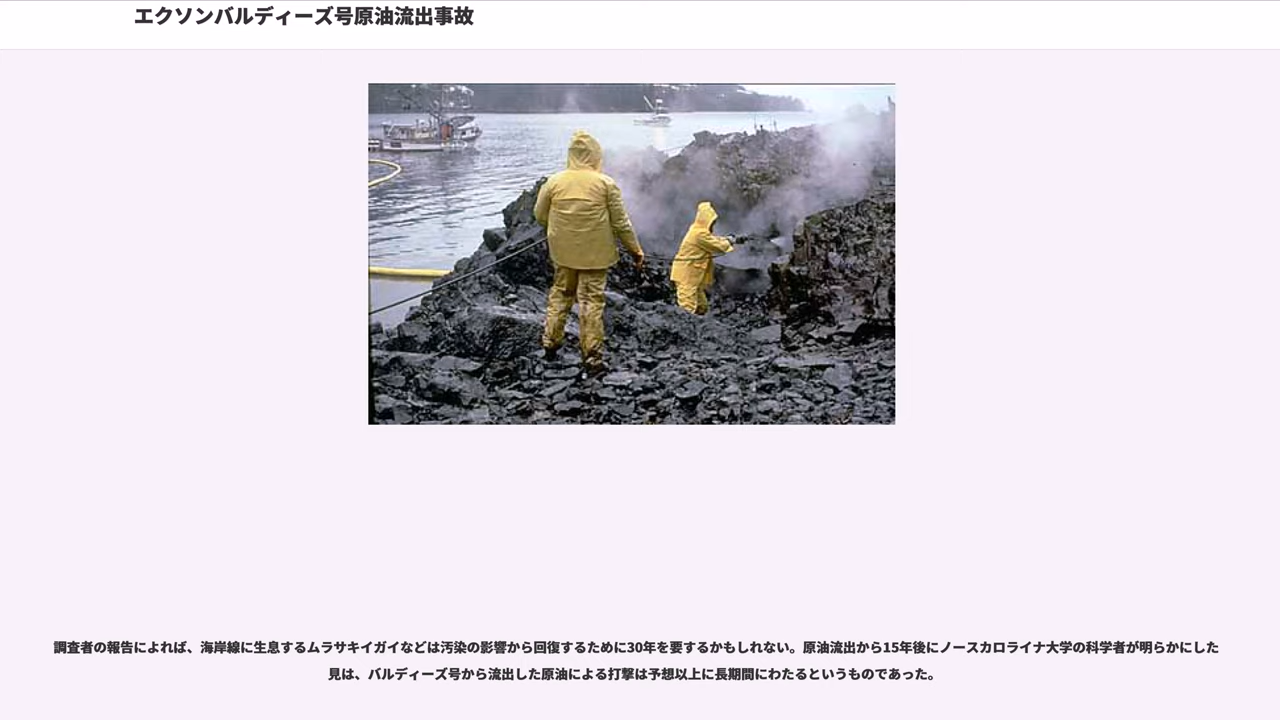 エクソンバルディーズ号原油流出事故
調査者の報告によれば、海岸線に生息するムラサキイガイなどは汚染の影響から回復するために30年を要するかもしれない。原油流出から15年後にノースカロライナ大学の科学者が明らかにした
見は、バルディーズ号から流出した原油による打撃は予想以上に長期間にわたるというものであった。